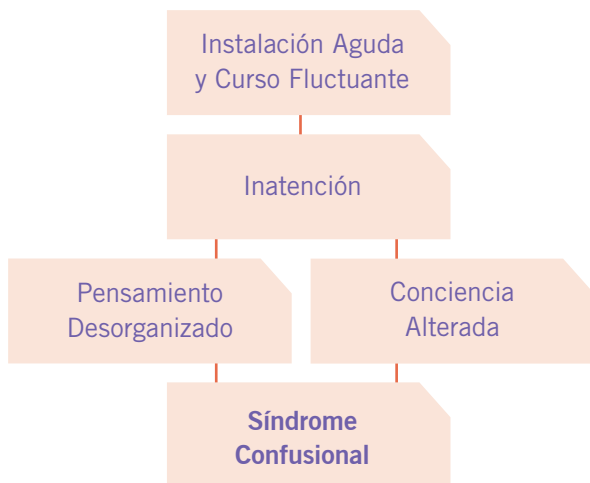 Instalación Aguda
y Curso Fluctuante
Inatención
Pensamiento
Desorganizado
Conciencia
Alterada
Síndrome
Confusional